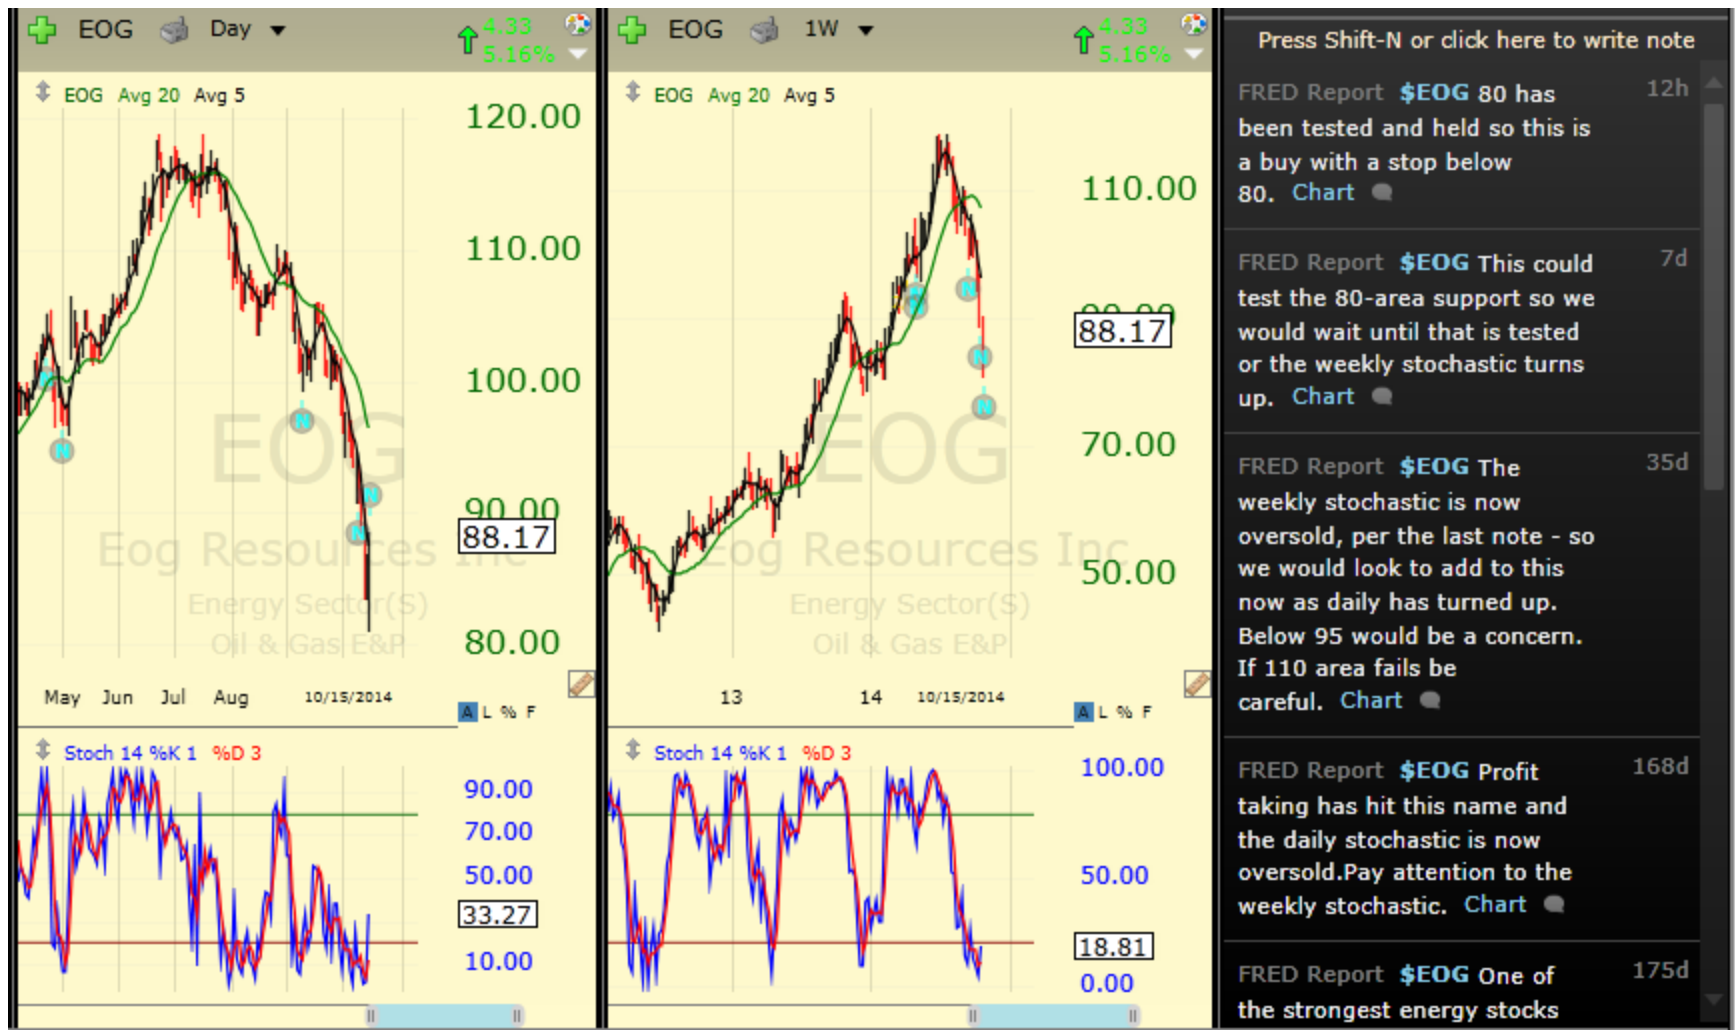 EOG Day
4.33
5.16%
EOG Avg 20 Avg 5
120.00
110.00
100.00
90.00
88.17
80.00
EOG
Eog Resources Inc
Energy Sector(S)
Oil & Gas E&P
May Jun Jul Aug 10/15/2014
A L % F
Stoch 14 %K 1 %D 3
90.00
70.00
50.00
33.27
10.00
N
N
N
N
N
EOG 1W
4.33
5.16%
EOG Avg 20 Avg 5
110.00
90.00
88.17
70.00
50.00
EOG
Eog Resources Inc
Energy Sector(S)
Oil & Gas E&P
13 14 10/15/2014
A L % F
Stoch 14 %K 1 %D 3
100.00
50.00
18.81
0.00
N
N
N
N
N
Press Shift-N or click here to write note
FRED Report $EOG 80 has 12h
been tested and held so this is
a buy with a stop below
80. Chart
FRED Report $EOG This could 7d
test the 80-area support so we
would wait until that is tested
or the weekly stochastic turns
up. Chart
FRED Report $EOG The 35d
weekly stochastic is now
oversold, per the last note - so
we would look to add to this
now as daily has turned up.
Below 95 would be a concern.
If 110 area fails be
careful. Chart
FRED Report $EOG Profit 168d
taking has hit this name and
the daily stochastic is now
oversold.Pay attention to the
weekly stochastic. Chart
FRED Report $EOG One of 175d
the strongest energy stocks